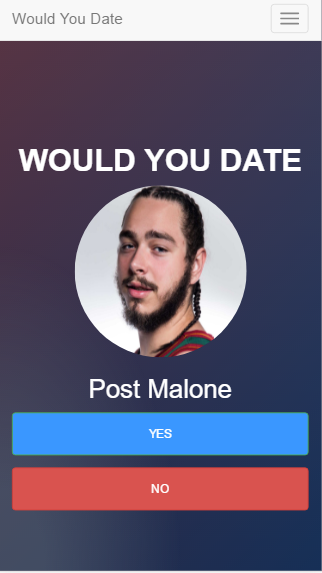 Would You Date
WOULD YOU DATE
Post Malone
YES
NO